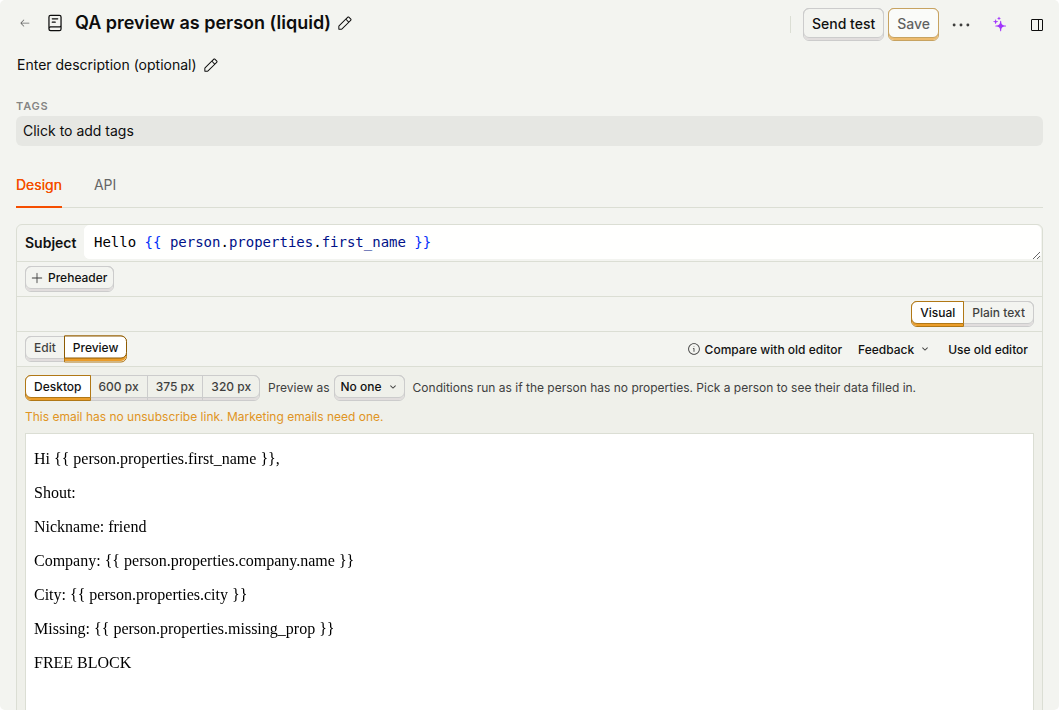 QA preview as person (liquid)
Send test
Save
Enter description (optional)
TAGS
Click to add tags
Design
API
Subject
Hello {{ person.properties.first_name }}
Preheader
Visual
Plain text
Edit
Preview
Compare with old editor
Feedback
Use old editor
Desktop
600 px
375 px
320 px
Preview as
No one
Conditions run as if the person has no properties. Pick a person to see their data filled in.
This email has no unsubscribe link. Marketing emails need one.
Hi {{ person.properties.first_name }},
Shout:
Nickname: friend
Company: {{ person.properties.company.name }}
City: {{ person.properties.city }}
Missing: {{ person.properties.missing_prop }}
FREE BLOCK